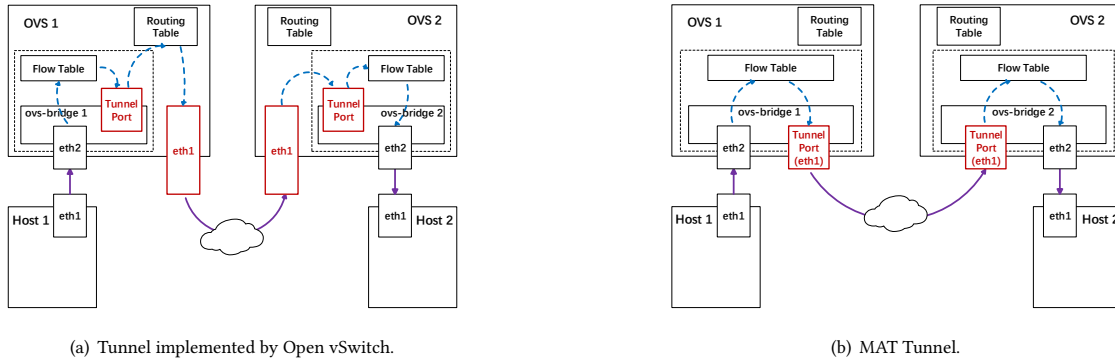 OVS 1
Routing
Table
Flow Table
Tunnel
Port
ovs-bridge 1
eth2
eth1
Host 1
eth1
Routing
Table
OVS 2
Flow Table
Tunnel
Port
ovs-bridge 2
eth1
eth2
eth1
Host 2
(a) Tunnel implemented by Open vSwitch.
OVS 1
Routing
Table
Flow Table
ovs-bridge 1
eth2
Tunnel
Port
(eth1)
Host 1
eth1
Routing
Table
OVS 2
Flow Table
ovs-bridge 2
Tunnel
Port
(eth1)
eth2
eth1
Host 2
(b) MAT Tunnel.